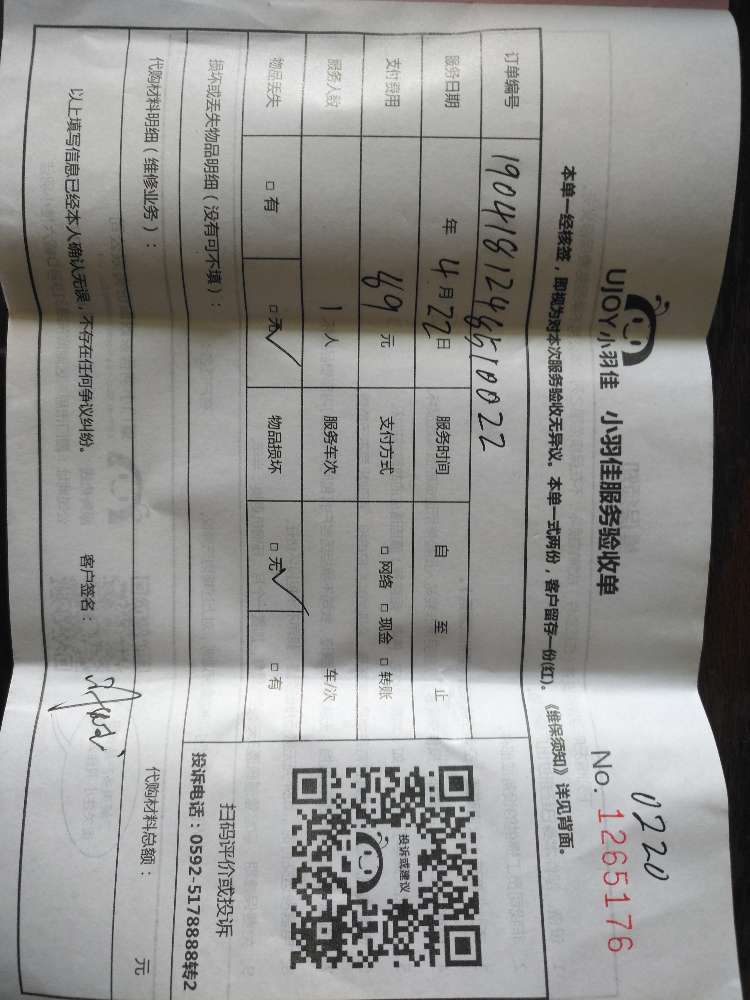 UJOY小羽佳 小羽佳服务验收单
0220
No. 1265176
本单一经核签，即视为对本次服务验收无异议。本单一式两份，客户留存一份(红)。《维保须知》详见背面。
订单编号
服务日期 年 4月22日 服务时间 自 至 止
支付费用 元 支付方式 □ 网络 □ 现金 □ 转账
服务人数 1 人 服务车次 车/次
物品丢失 □ 有 □ 无 √ 物品损坏 □ 无 √ □ 有
损坏或丢失物品明细（没有可不填）：
投诉或建议
扫码评价或投诉
投诉电话：0592-5178888转2
代购材料明细（维修业务）： 代购材料总额： 元
以上填写信息已经本人确认无误，不存在任何争议纠纷。 客户签名：